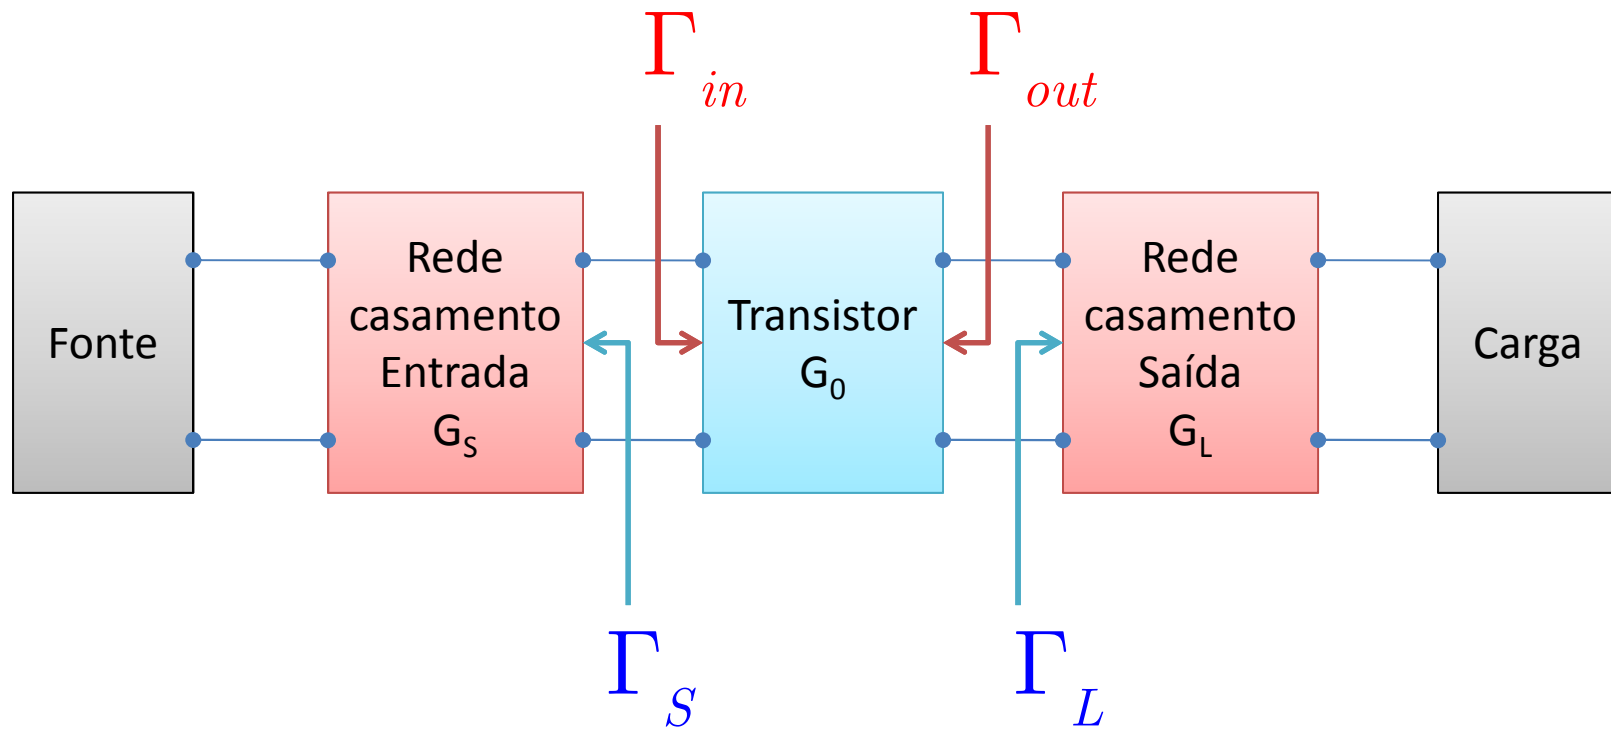 Γin
Γout
Fonte
Rede
casamento
Entrada
GS
Transistor
G0
Rede
casamento
Saída
GL
Carga
ΓS
ΓL